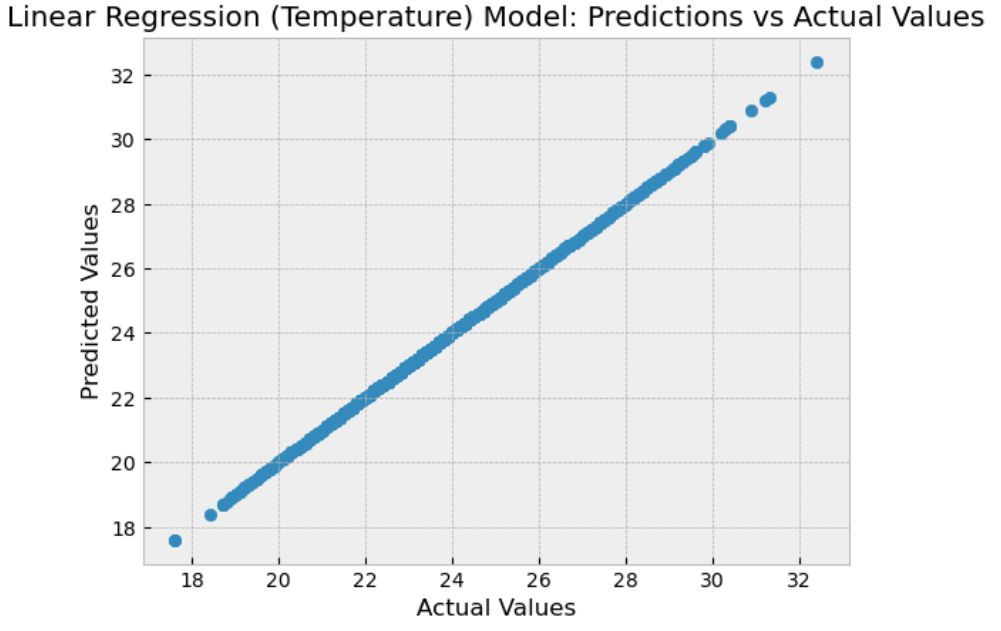 Linear Regression (Temperature) Model: Predictions vs Actual Values
32
30
28
26
24
22
20
18
Predicted Values
18 20 22 24 26 28 30 32
Actual Values